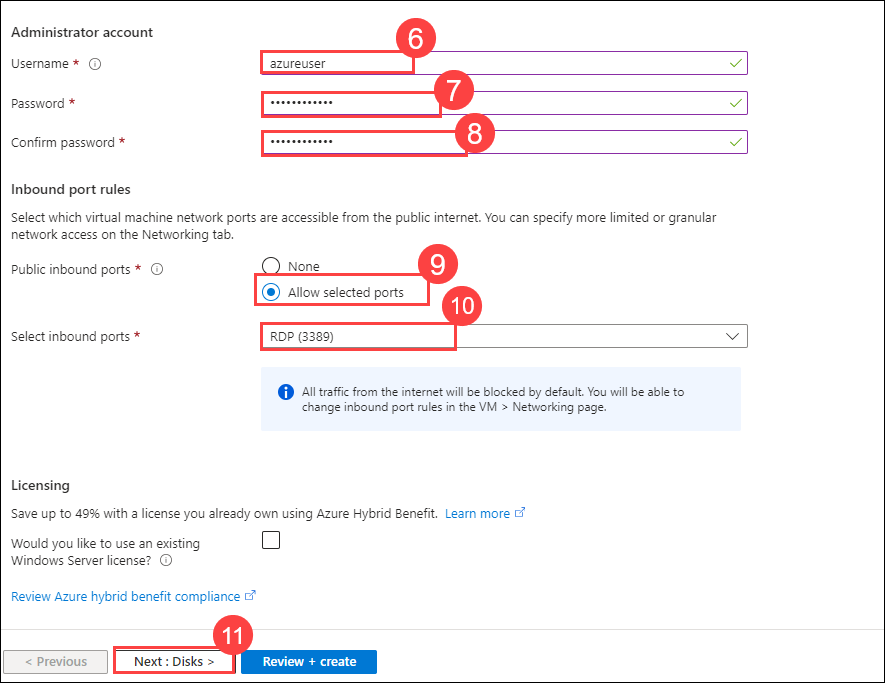 Administrator account
6
Username *
azureuser
7
Password *
••••••••••••
8
Confirm password *
••••••••••••
Inbound port rules
Select which virtual machine network ports are accessible from the public internet. You can specify more limited or granular
network access on the Networking tab.
9
Public inbound ports *
None
Allow selected ports
10
Select inbound ports *
RDP (3389)
All traffic from the internet will be blocked by default. You will be able to
change inbound port rules in the VM > Networking page.
Licensing
Save up to 49% with a license you already own using Azure Hybrid Benefit. Learn more
Would you like to use an existing
Windows Server license?
Review Azure hybrid benefit compliance
11
< Previous
Next : Disks >
Review + create